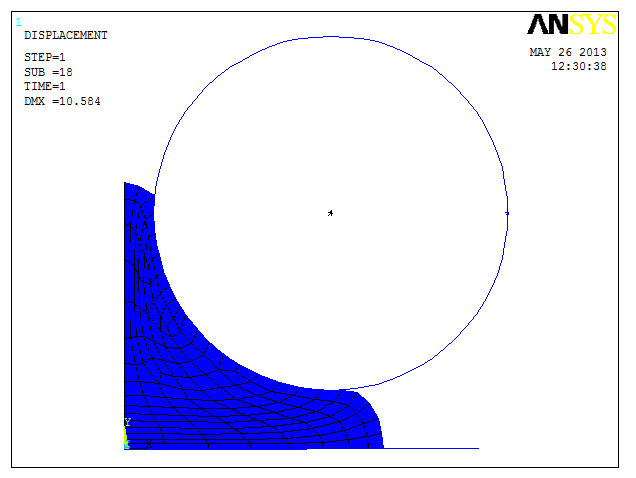 1
DISPLACEMENT
STEP=1
SUB =18
TIME=1
DMX =10.584
ANSYS
MAY 26 2013
12:30:38
Y
X